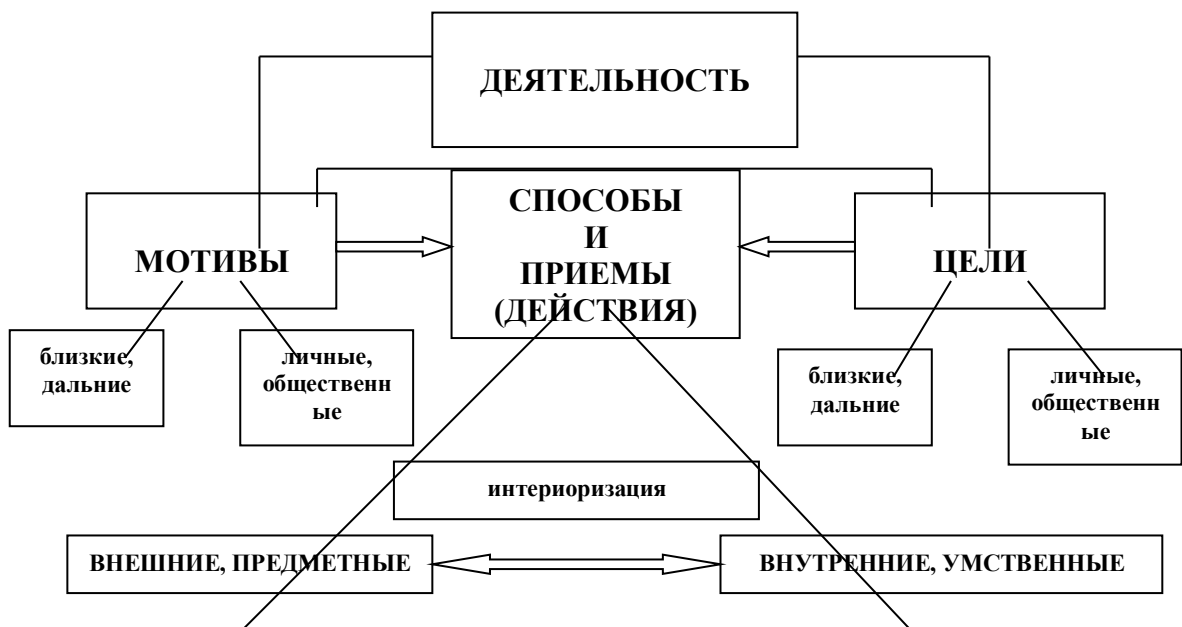 ДЕЯТЕЛЬНОСТЬ
СПОСОБЫ
И
ПРИЕМЫ
(ДЕЙСТВИЯ)
МОТИВЫ
ЦЕЛИ
близкие,
дальние
личные,
общественн
ые
близкие,
дальние
личные,
общественн
ые
интериоризация
ВНЕШНИЕ, ПРЕДМЕТНЫЕ
ВНУТРЕННИЕ, УМСТВЕННЫЕ